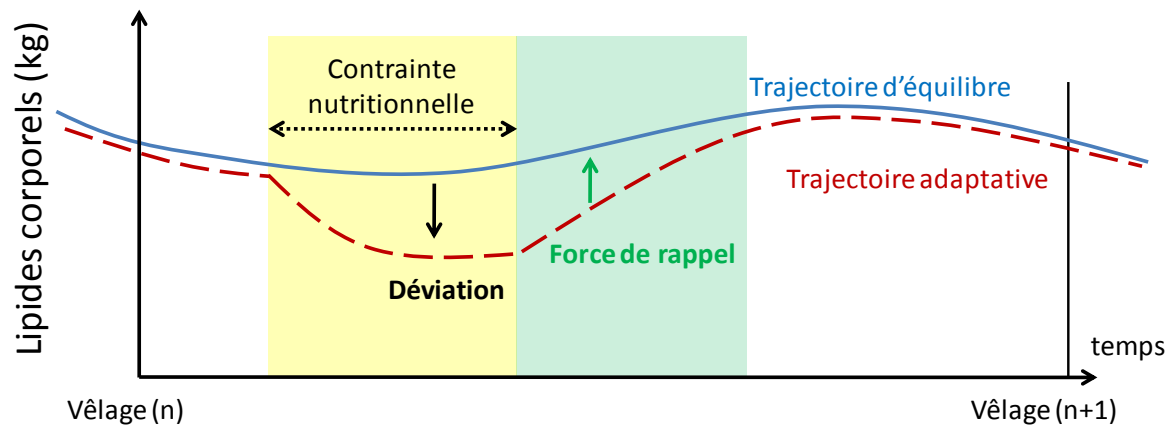 Lipides corporels (kg)
Contrainte
nutritionnelle
Trajectoire d'équilibre
Trajectoire adaptative
Force de rappel
Déviation
temps
Vêlage (n)
Vêlage (n+1)